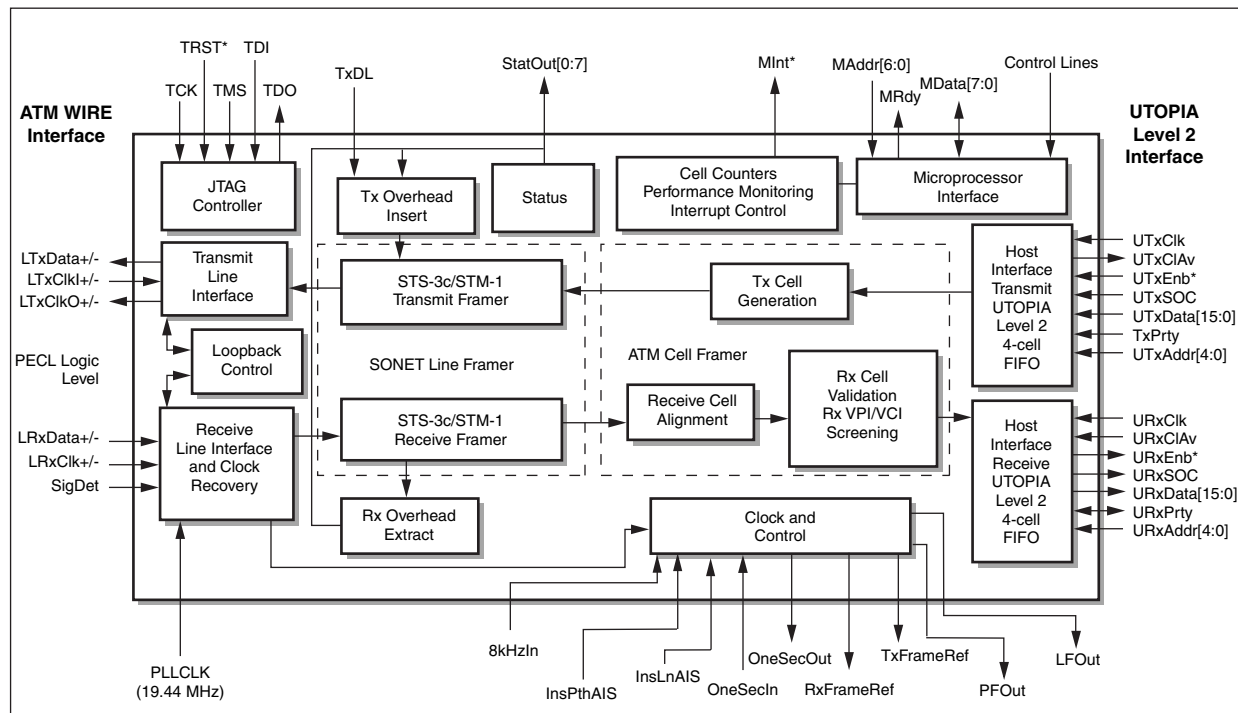 TRST*
TDI
TCK
TMS
TDO
TxDL
StatOut[0:7]
MInt*
MAddr[6:0]
MRdy
MData[7:0]
Control Lines
ATM WIRE
Interface
UTOPIA
Level 2
Interface
JTAG
Controller
Tx Overhead
Insert
Status
Cell Counters
Performance Monitoring
Interrupt Control
Microprocessor
Interface
LTxData+/-
LTxClkI+/-
LTxClkO+/-
Transmit
Line
Interface
STS-3c/STM-1
Transmit Framer
Tx Cell
Generation
Host
Interface
Transmit
UTOPIA
Level 2
4-cell
FIFO
UTxClk
UTxClAv
UTxEnb*
UTxSOC
UTxData[15:0]
TxPrty
UTxAddr[4:0]
PECL Logic
Level
Loopback
Control
SONET Line Framer
ATM Cell Framer
LRxData+/-
LRxClk+/-
SigDet
Receive
Line Interface
and Clock
Recovery
STS-3c/STM-1
Receive Framer
Receive Cell
Alignment
Rx Cell
Validation
Rx VPI/VCI
Screening
Host
Interface
Receive
UTOPIA
Level 2
4-cell
FIFO
URxClk
URxClAv
URxEnb*
URxSOC
URxData[15:0]
URxPrty
URxAddr[4:0]
Rx Overhead
Extract
Clock and
Control
PLLCLK
(19.44 MHz)
8kHzIn
InsPthAIS
InsLnAIS
OneSecIn
OneSecOut
RxFrameRef
TxFrameRef
PFOut
LFOut